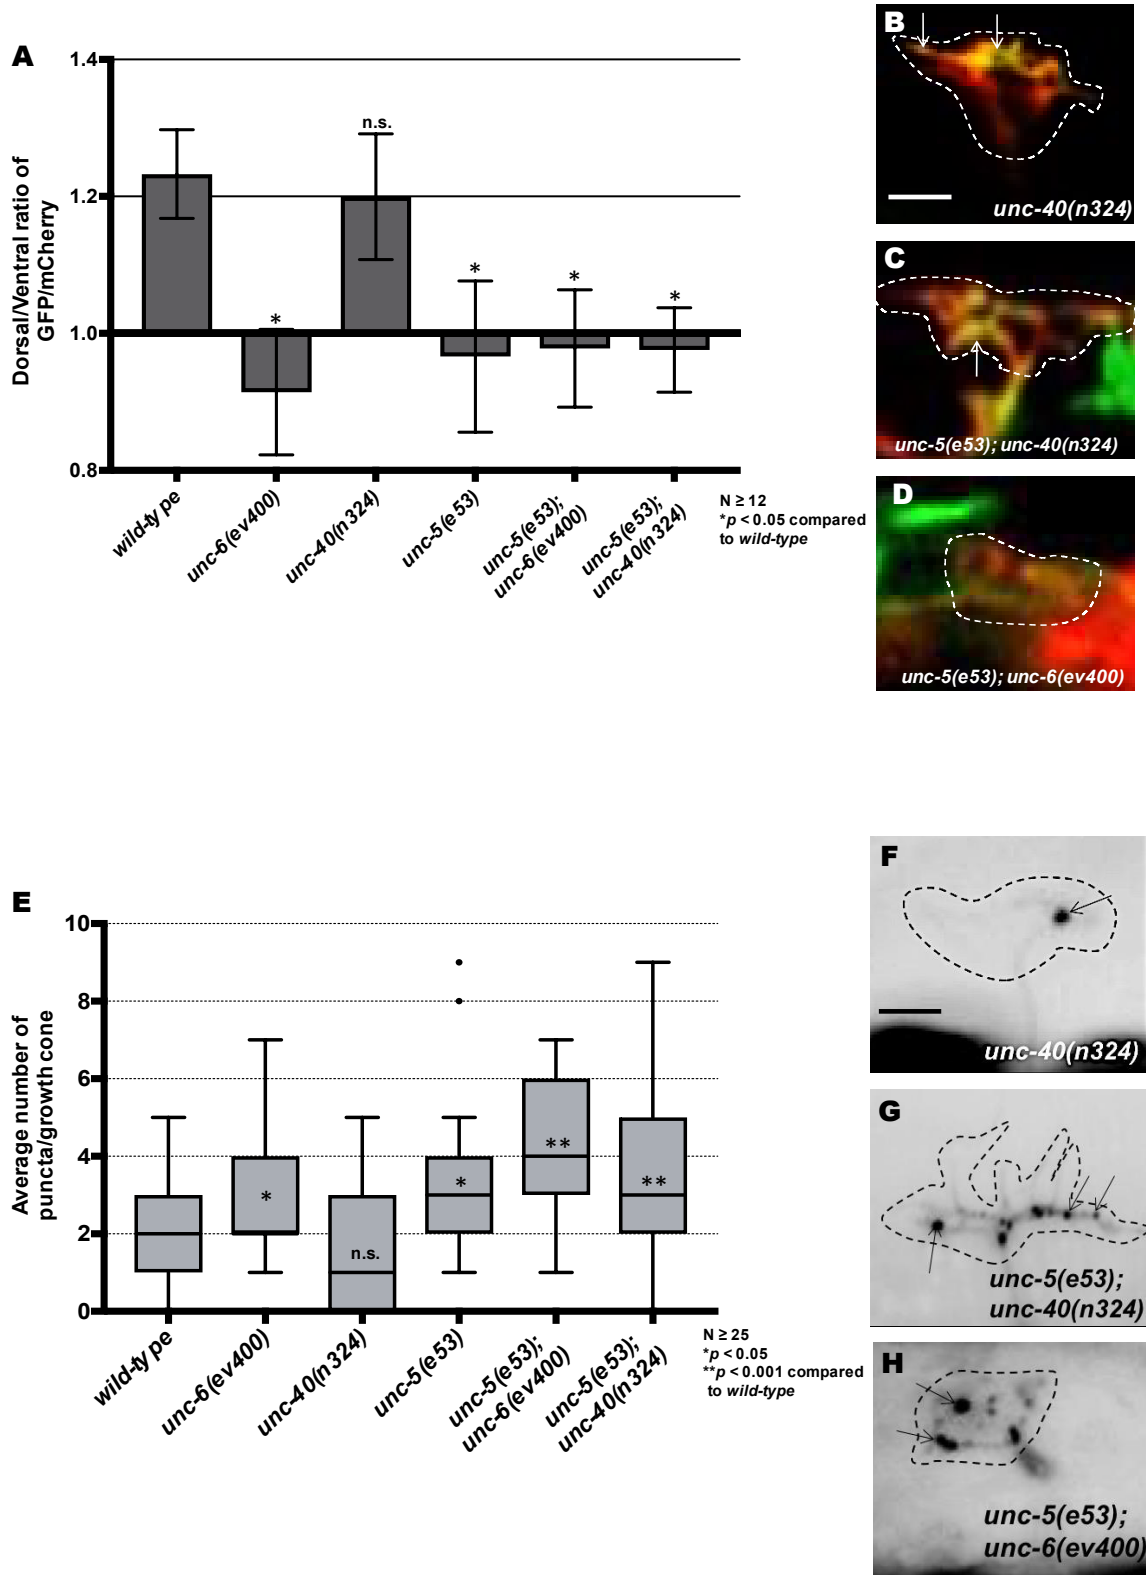 A
1.4
1.2
1.0
0.8
Dorsal/Ventral ratio of
GFP/mCherry
*
n.s.
*
*
*
wild-type
unc-6(ev400)
unc-40(n324)
unc-5(e53)
unc-5(e53);
unc-6(ev400)
unc-5(e53);
unc-40(n324)
N ≥ 12
*p < 0.05 compared
to wild-type
B
unc-40(n324)
C
unc-5(e53); unc-40(n324)
D
unc-5(e53); unc-6(ev400)
E
10
8
6
4
2
0
Average number of
puncta/growth cone
*
n.s.
*
**
**
wild-type
unc-6(ev400)
unc-40(n324)
unc-5(e53)
unc-5(e53);
unc-6(ev400)
unc-5(e53);
unc-40(n324)
N ≥ 25
*p < 0.05
**p < 0.001 compared
to wild-type
F
unc-40(n324)
G
unc-5(e53);
unc-40(n324)
H
unc-5(e53);
unc-6(ev400)